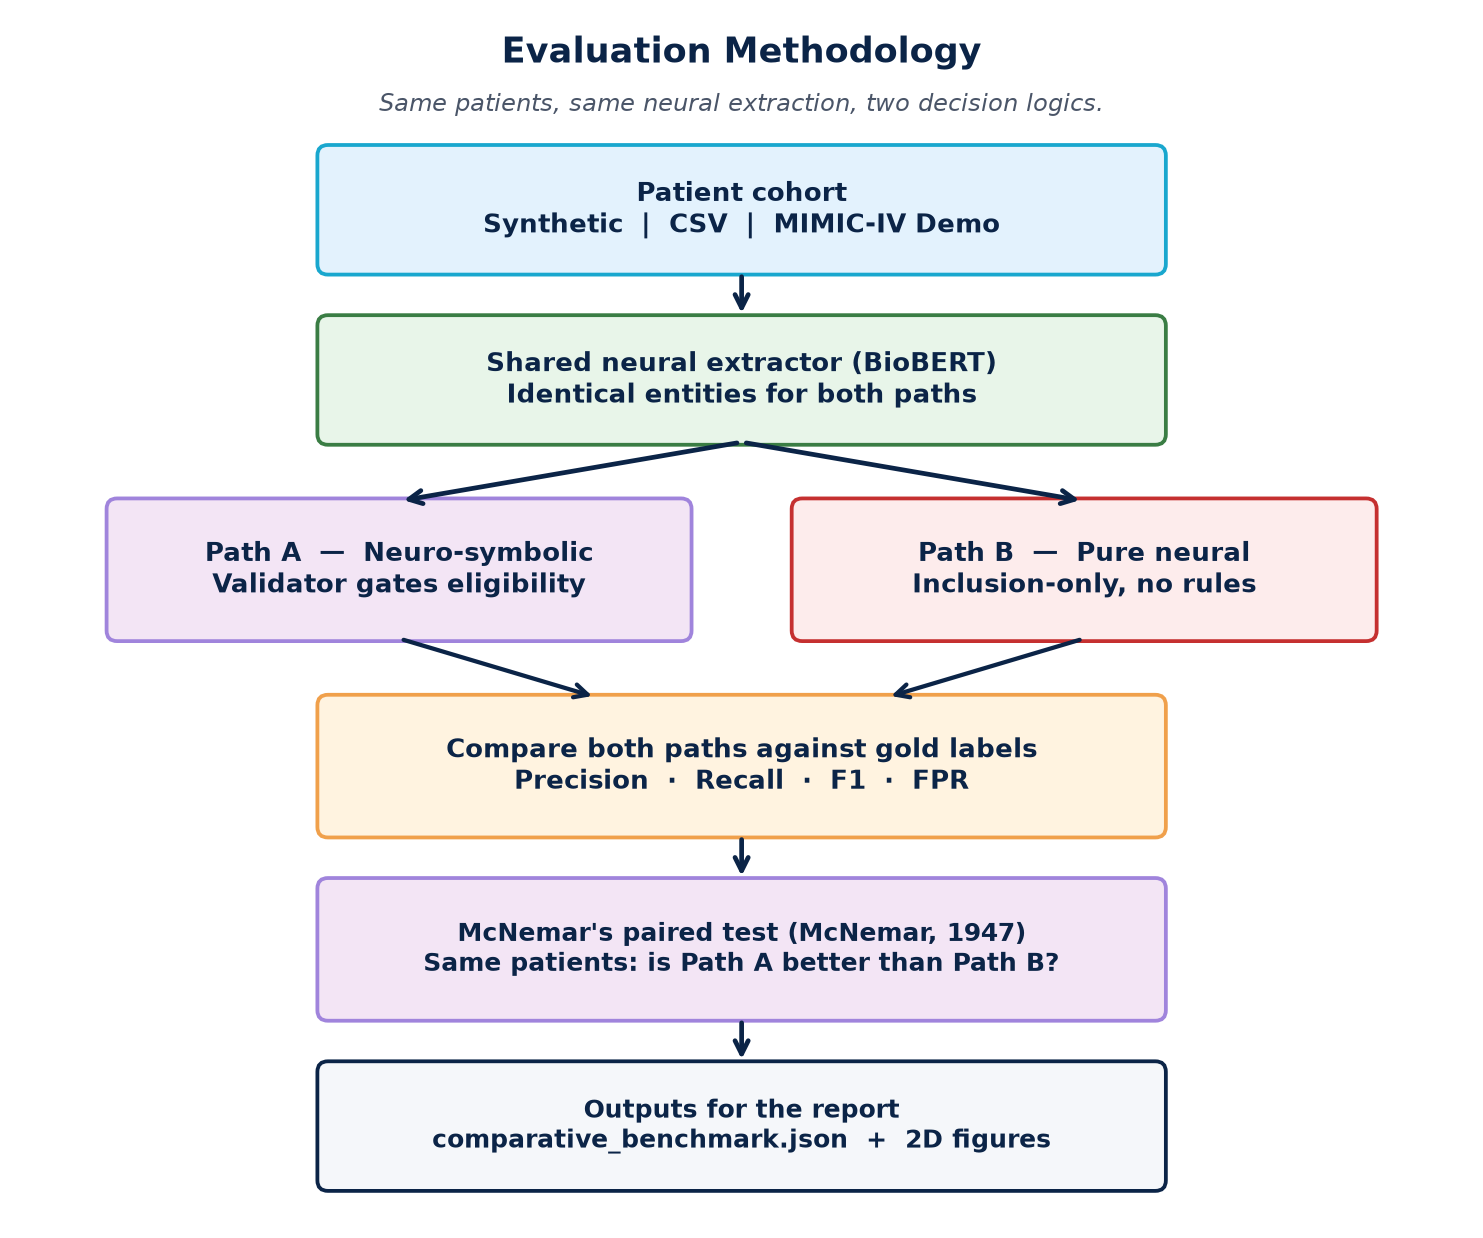 Evaluation Methodology
Same patients, same neural extraction, two decision logics.
Patient cohort
Synthetic | CSV | MIMIC-IV Demo
Shared neural extractor (BioBERT)
Identical entities for both paths
Path A — Neuro-symbolic
Validator gates eligibility
Path B — Pure neural
Inclusion-only, no rules
Compare both paths against gold labels
Precision · Recall · F1 · FPR
McNemar's paired test (McNemar, 1947)
Same patients: is Path A better than Path B?
Outputs for the report
comparative_benchmark.json + 2D figures